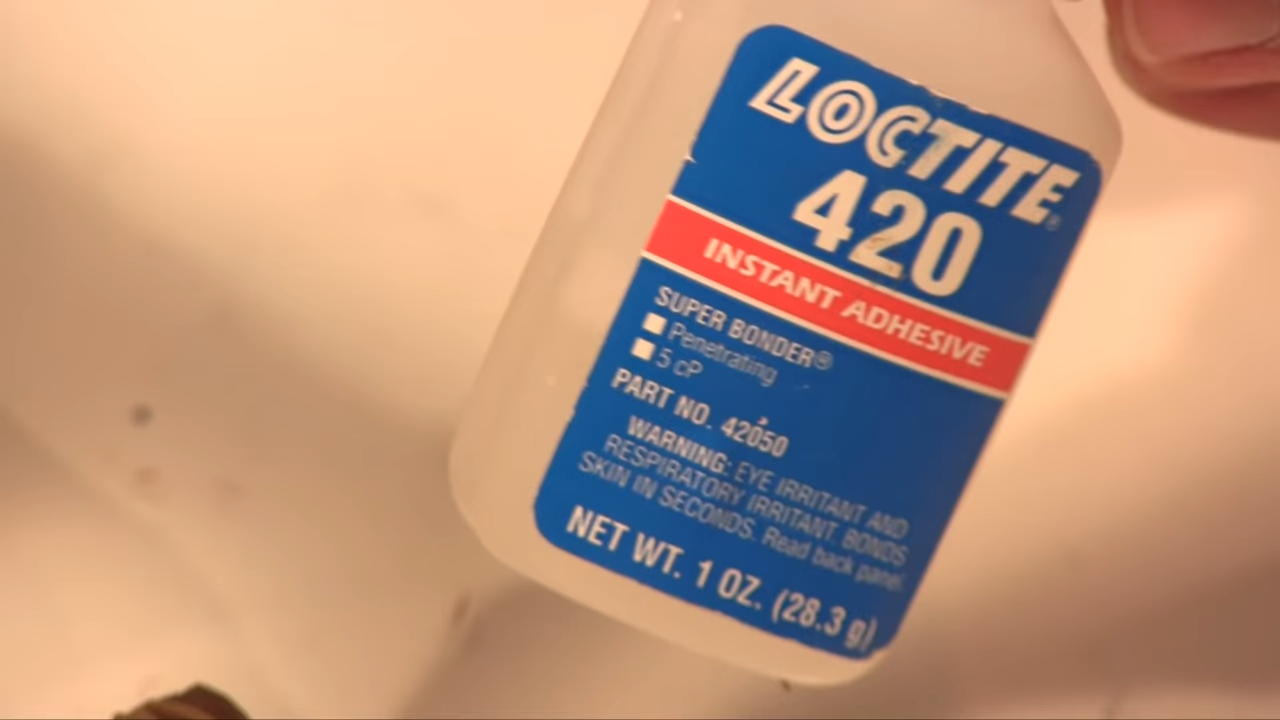 LOCTITE®
420
INSTANT ADHESIVE
SUPER BONDER®
Penetrating
5 cP
PART NO. 42050
WARNING: EYE IRRITANT AND
RESPIRATORY IRRITANT. BONDS
SKIN IN SECONDS. Read back panel.
NET WT. 1 OZ. (28.3 g)